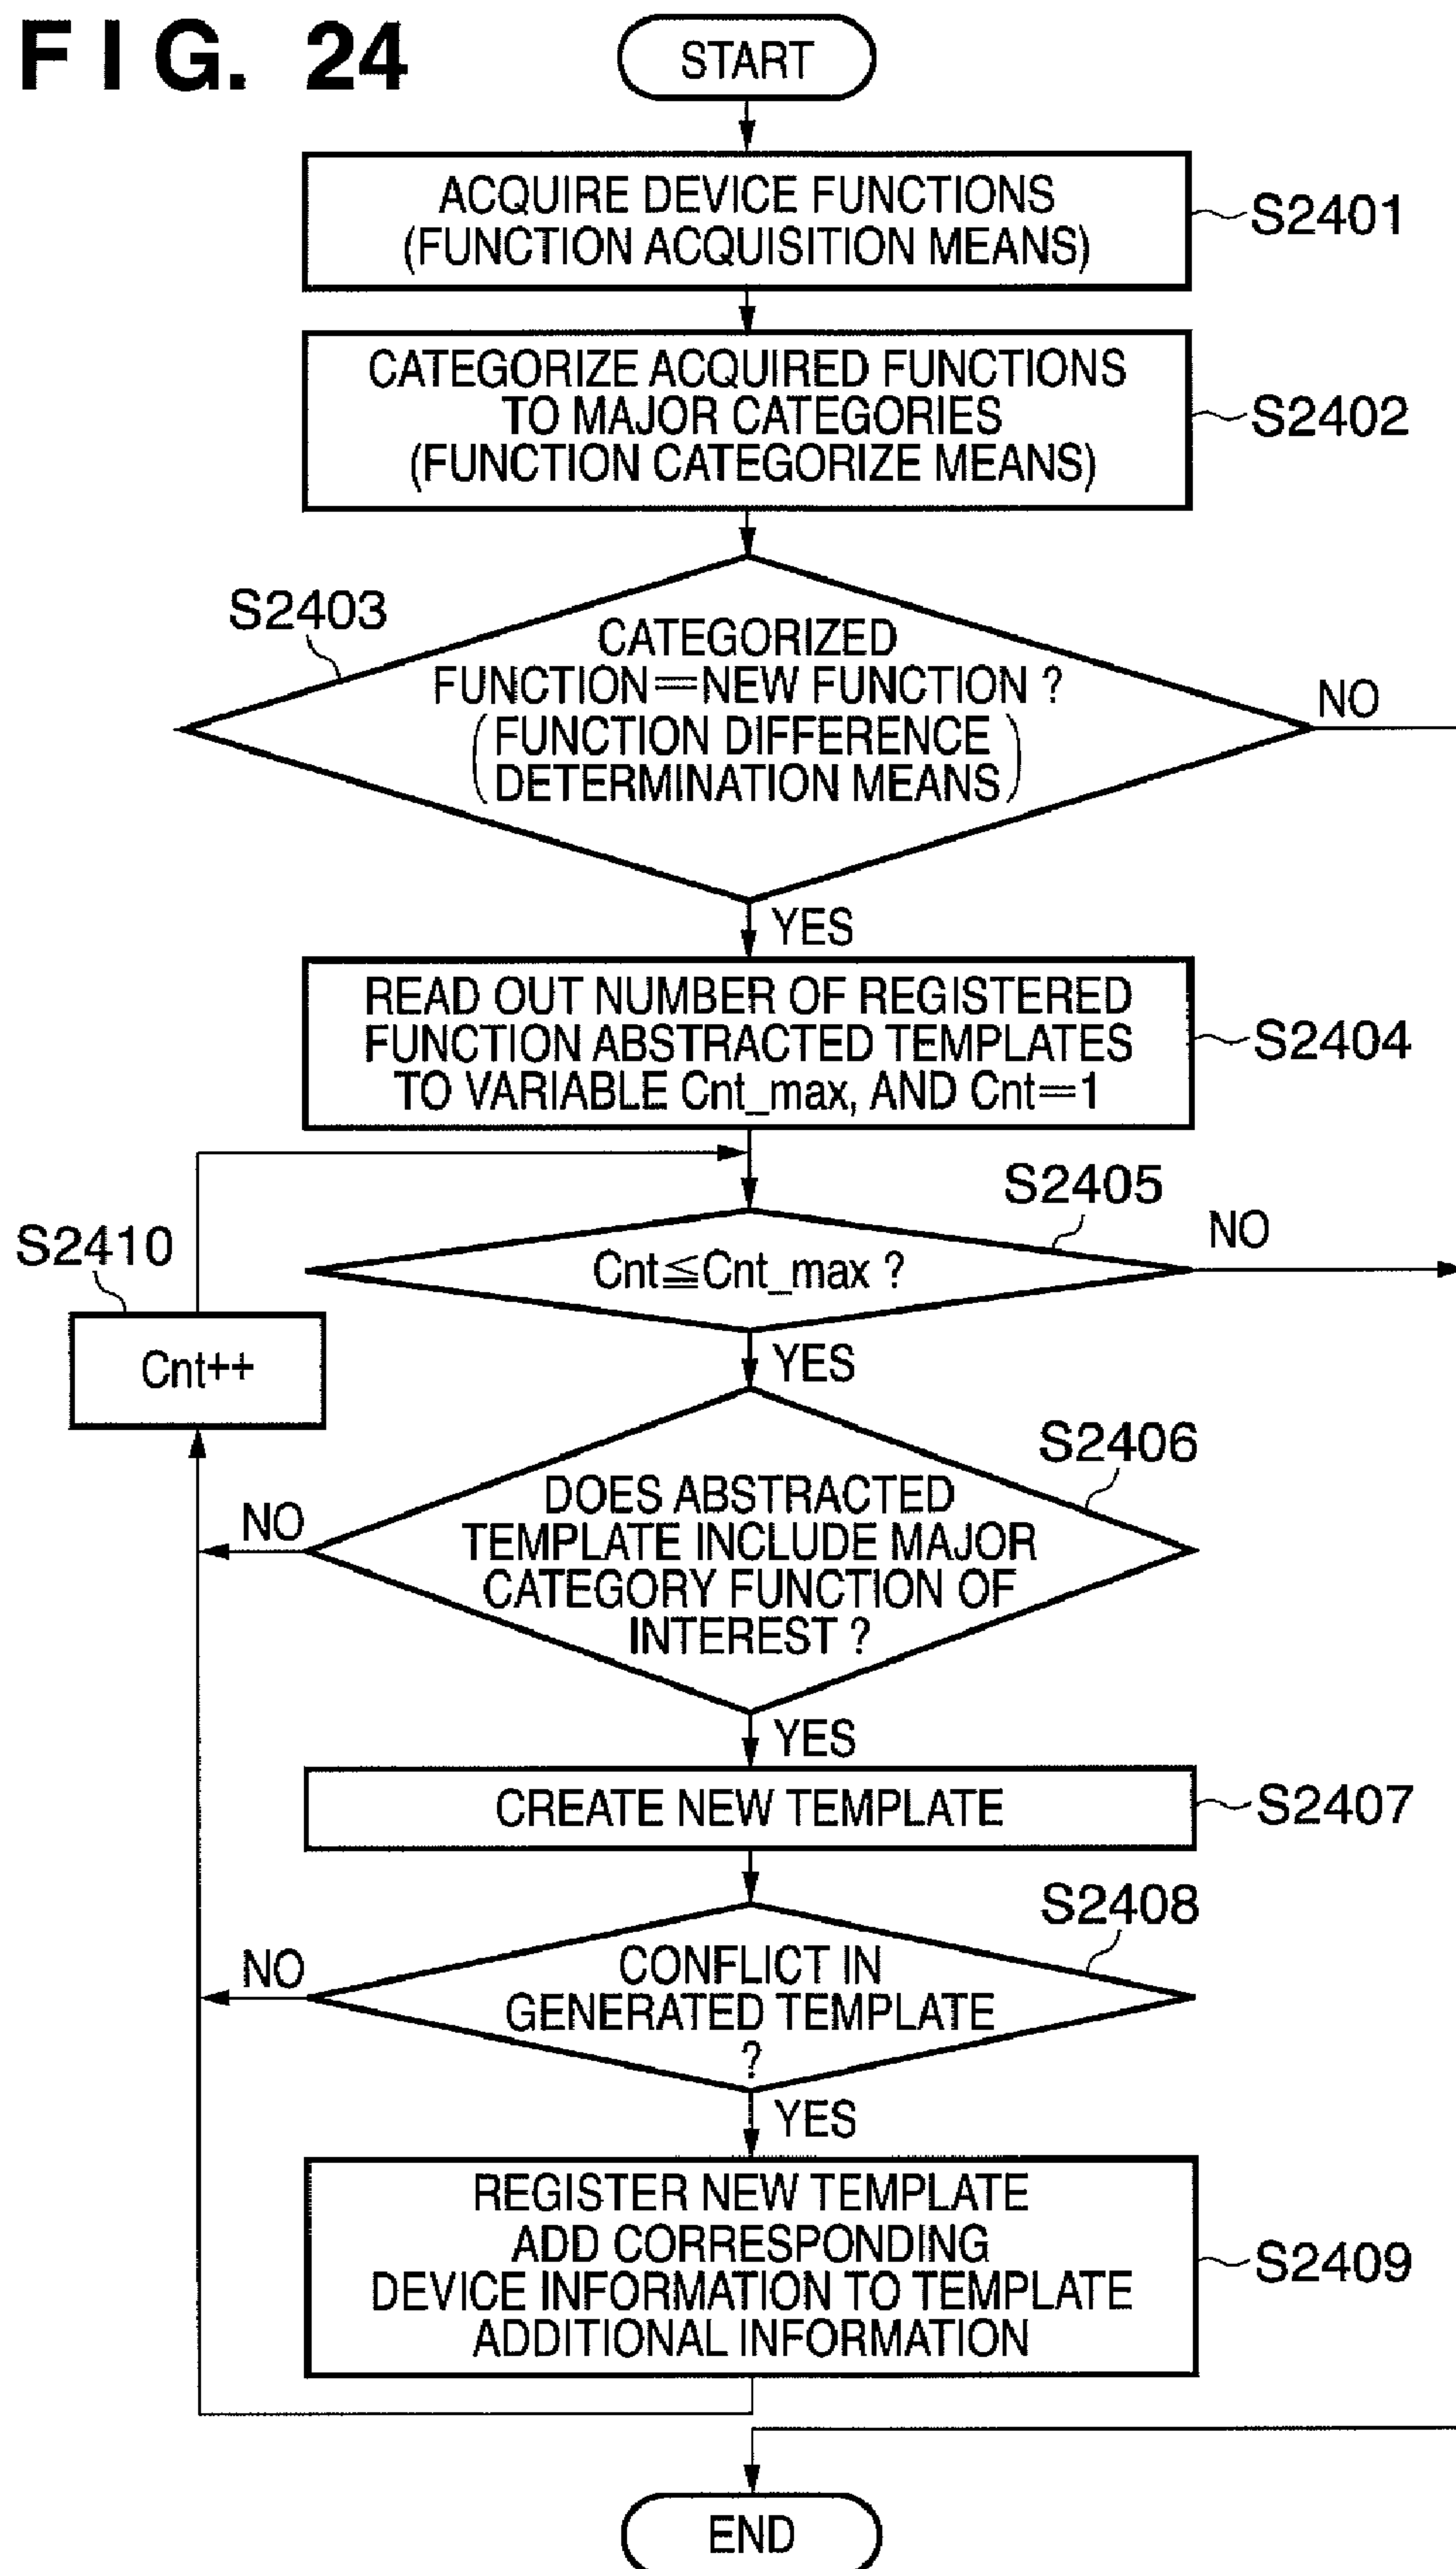 FIG. 24
START
ACQUIRE DEVICE FUNCTIONS
(FUNCTION ACQUISITION MEANS)
S2401
CATEGORIZE ACQUIRED FUNCTIONS
TO MAJOR CATEGORIES
(FUNCTION CATEGORIZE MEANS)
S2402
S2403
CATEGORIZED
FUNCTION=NEW FUNCTION ?
(FUNCTION DIFFERENCE
DETERMINATION MEANS)
NO
YES
READ OUT NUMBER OF REGISTERED
FUNCTION ABSTRACTED TEMPLATES
TO VARIABLE Cnt_max, AND Cnt=1
S2404
S2405
Cnt≦Cnt_max ?
NO
S2410
Cnt++
YES
S2406
DOES ABSTRACTED
TEMPLATE INCLUDE MAJOR
CATEGORY FUNCTION OF
INTEREST ?
NO
YES
CREATE NEW TEMPLATE
S2407
S2408
CONFLICT IN
GENERATED TEMPLATE
?
NO
YES
REGISTER NEW TEMPLATE
ADD CORRESPONDING
DEVICE INFORMATION TO TEMPLATE
ADDITIONAL INFORMATION
S2409
END